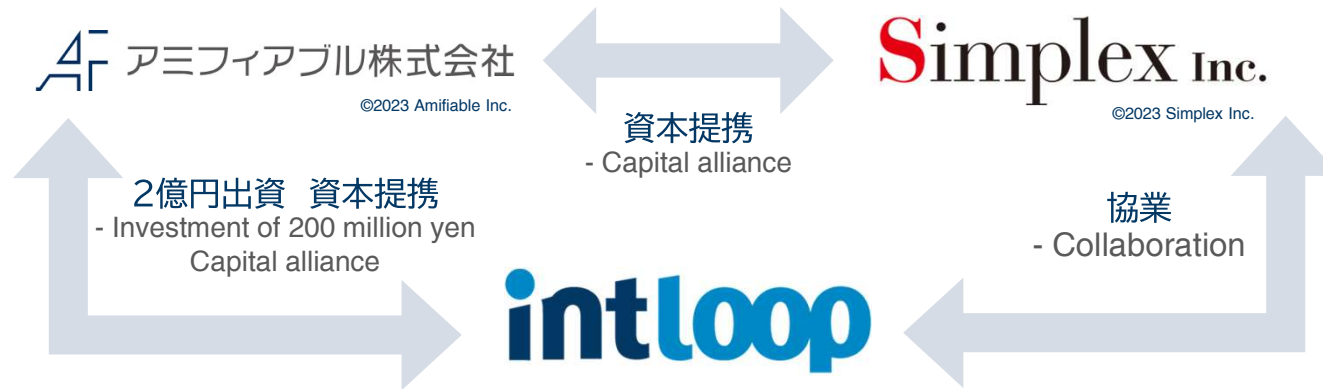 AF アミフィアブル株式会社
©2023 Amifiable Inc.
Simplex Inc.
©2023 Simplex Inc.
資本提携
- Capital alliance
2億円出資　資本提携
- Investment of 200 million yen
Capital alliance
協業
- Collaboration
intloop